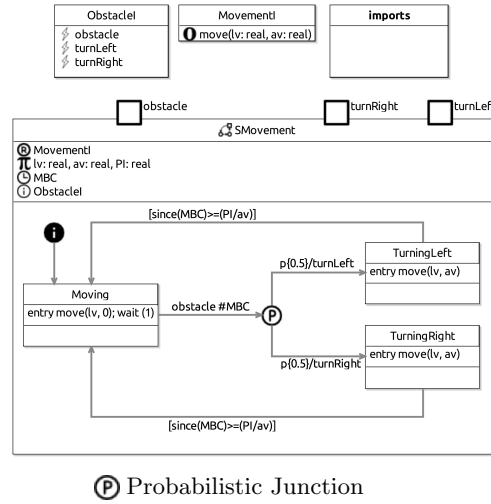 ObstacleI
obstacle
turnLeft
turnRight
MovementI
O move(lv: real, av: real)
imports
obstacle
turnRight
turnLef
SMovement
R MovementI
π lv: real, av: real, PI: real
MBC
i ObstacleI
[since(MBC)>=(PI/av)]
i
Moving
entry move(lv, 0); wait (1)
obstacle #MBC
P
p{0.5}/turnLeft
TurningLeft
entry move(lv, av)
p{0.5}/turnRight
TurningRight
entry move(lv, av)
[since(MBC)>=(PI/av)]
P Probabilistic Junction